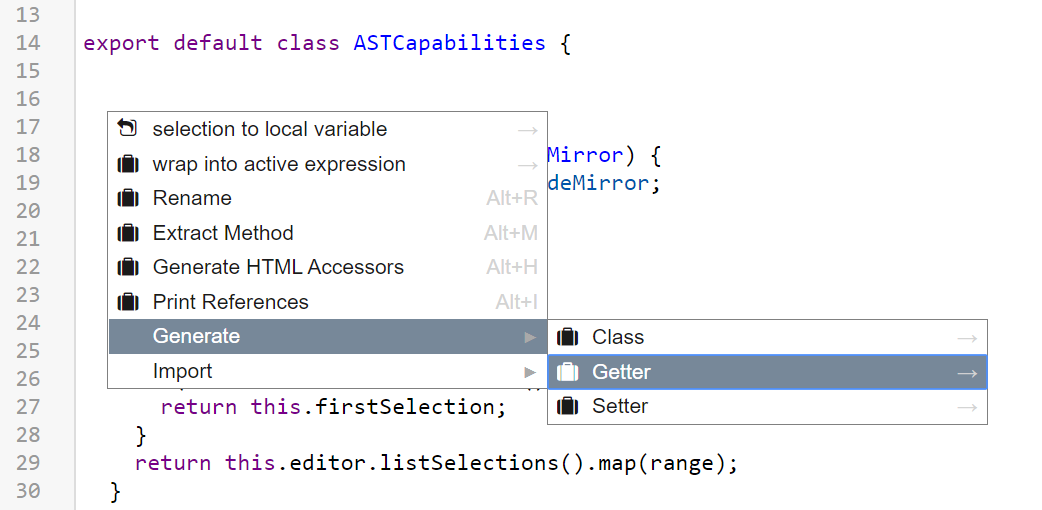 13
14 export default class ASTCapabilities {
15
16
17 selection to local variable →
18 Mirror) {
wrap into active expression →
19 deMirror;
Rename Alt+R
20
21 Extract Method Alt+M
22 Generate HTML Accessors Alt+H
23 Print References Alt+I
24 Generate ▶ Class →
25
Import ▶ Getter →
26
27 return this.firstSelection; Setter →
28 }
29 return this.editor.listSelections().map(range);
30 }